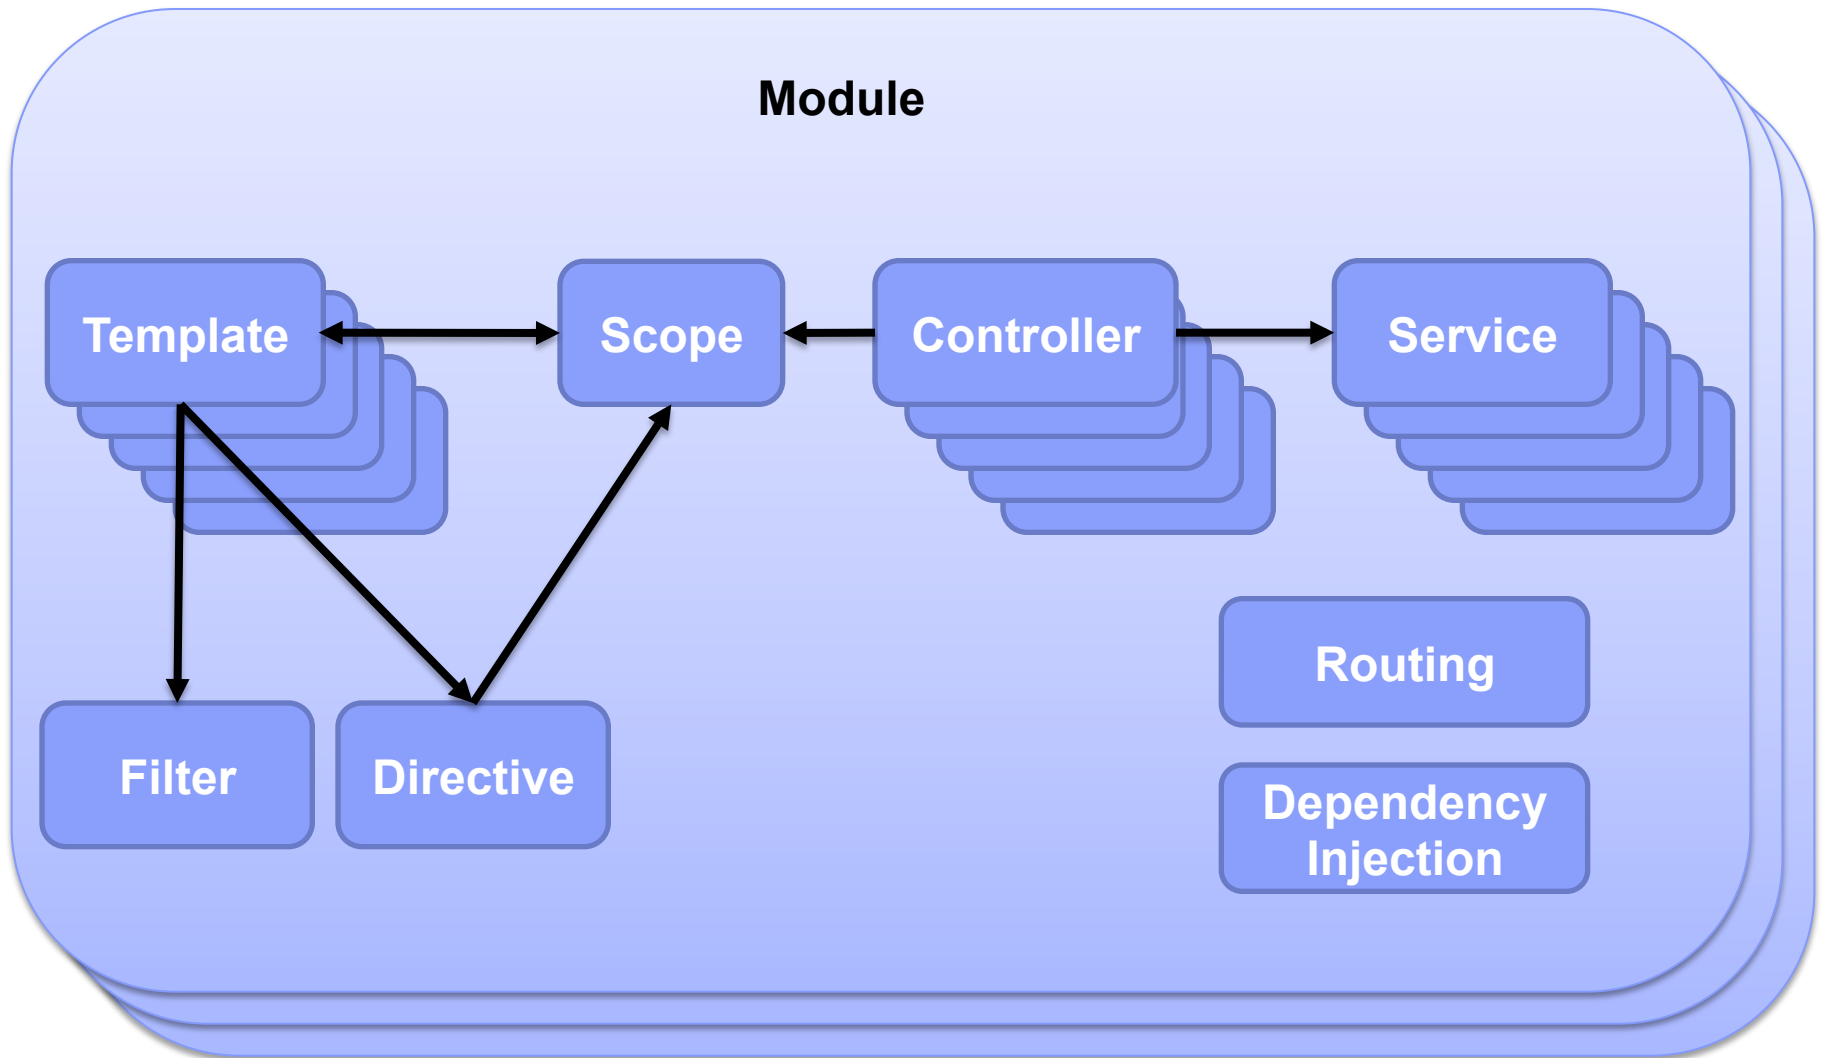 Module
Template
Scope
Controller
Service
Routing
Filter
Directive
Dependency
Injection